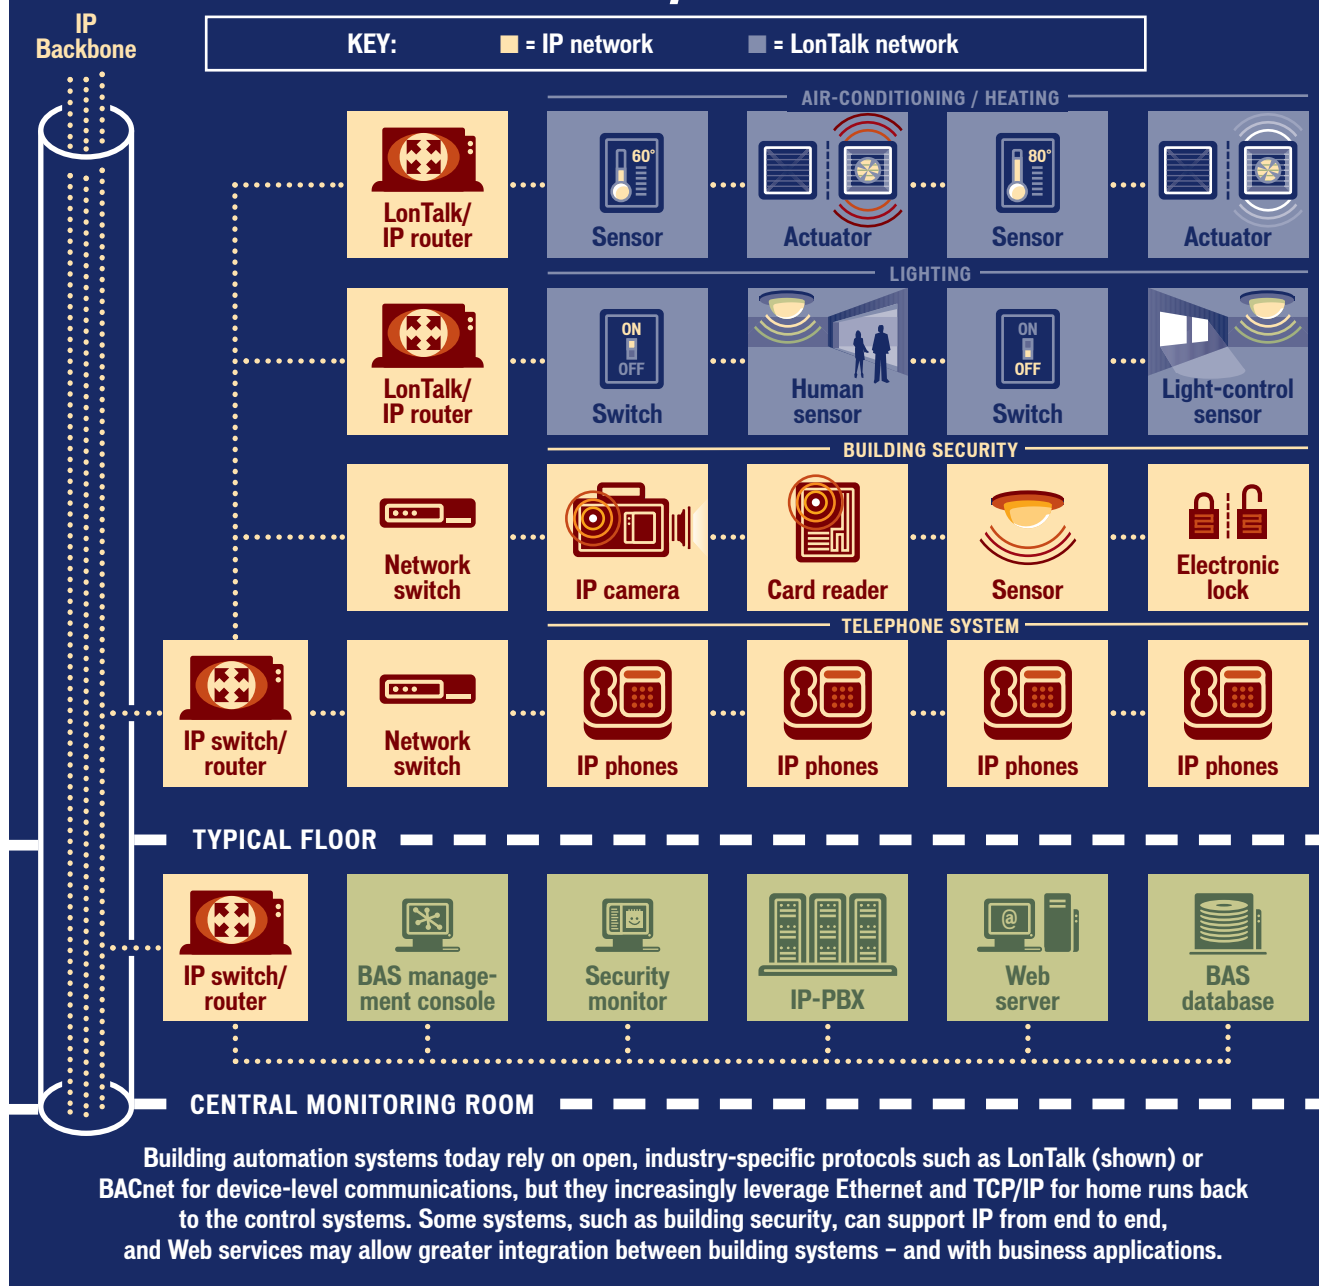 IP
Backbone
KEY:
= IP network
= LonTalk network
AIR-CONDITIONING / HEATING
LonTalk/
IP router
60°
Sensor
Actuator
80°
Sensor
Actuator
LIGHTING
LonTalk/
IP router
ON
OFF
Switch
Human
sensor
ON
OFF
Switch
Light-control
sensor
BUILDING SECURITY
Network
switch
IP camera
Card reader
Sensor
Electronic
lock
TELEPHONE SYSTEM
IP switch/
router
Network
switch
IP phones
IP phones
IP phones
IP phones
TYPICAL FLOOR
IP switch/
router
BAS manage-
ment console
Security
monitor
IP-PBX
@
Web
server
BAS
database
CENTRAL MONITORING ROOM
Building automation systems today rely on open, industry-specific protocols such as LonTalk (shown) or
BACnet for device-level communications, but they increasingly leverage Ethernet and TCP/IP for home runs back
to the control systems. Some systems, such as building security, can support IP from end to end,
and Web services may allow greater integration between building systems – and with business applications.